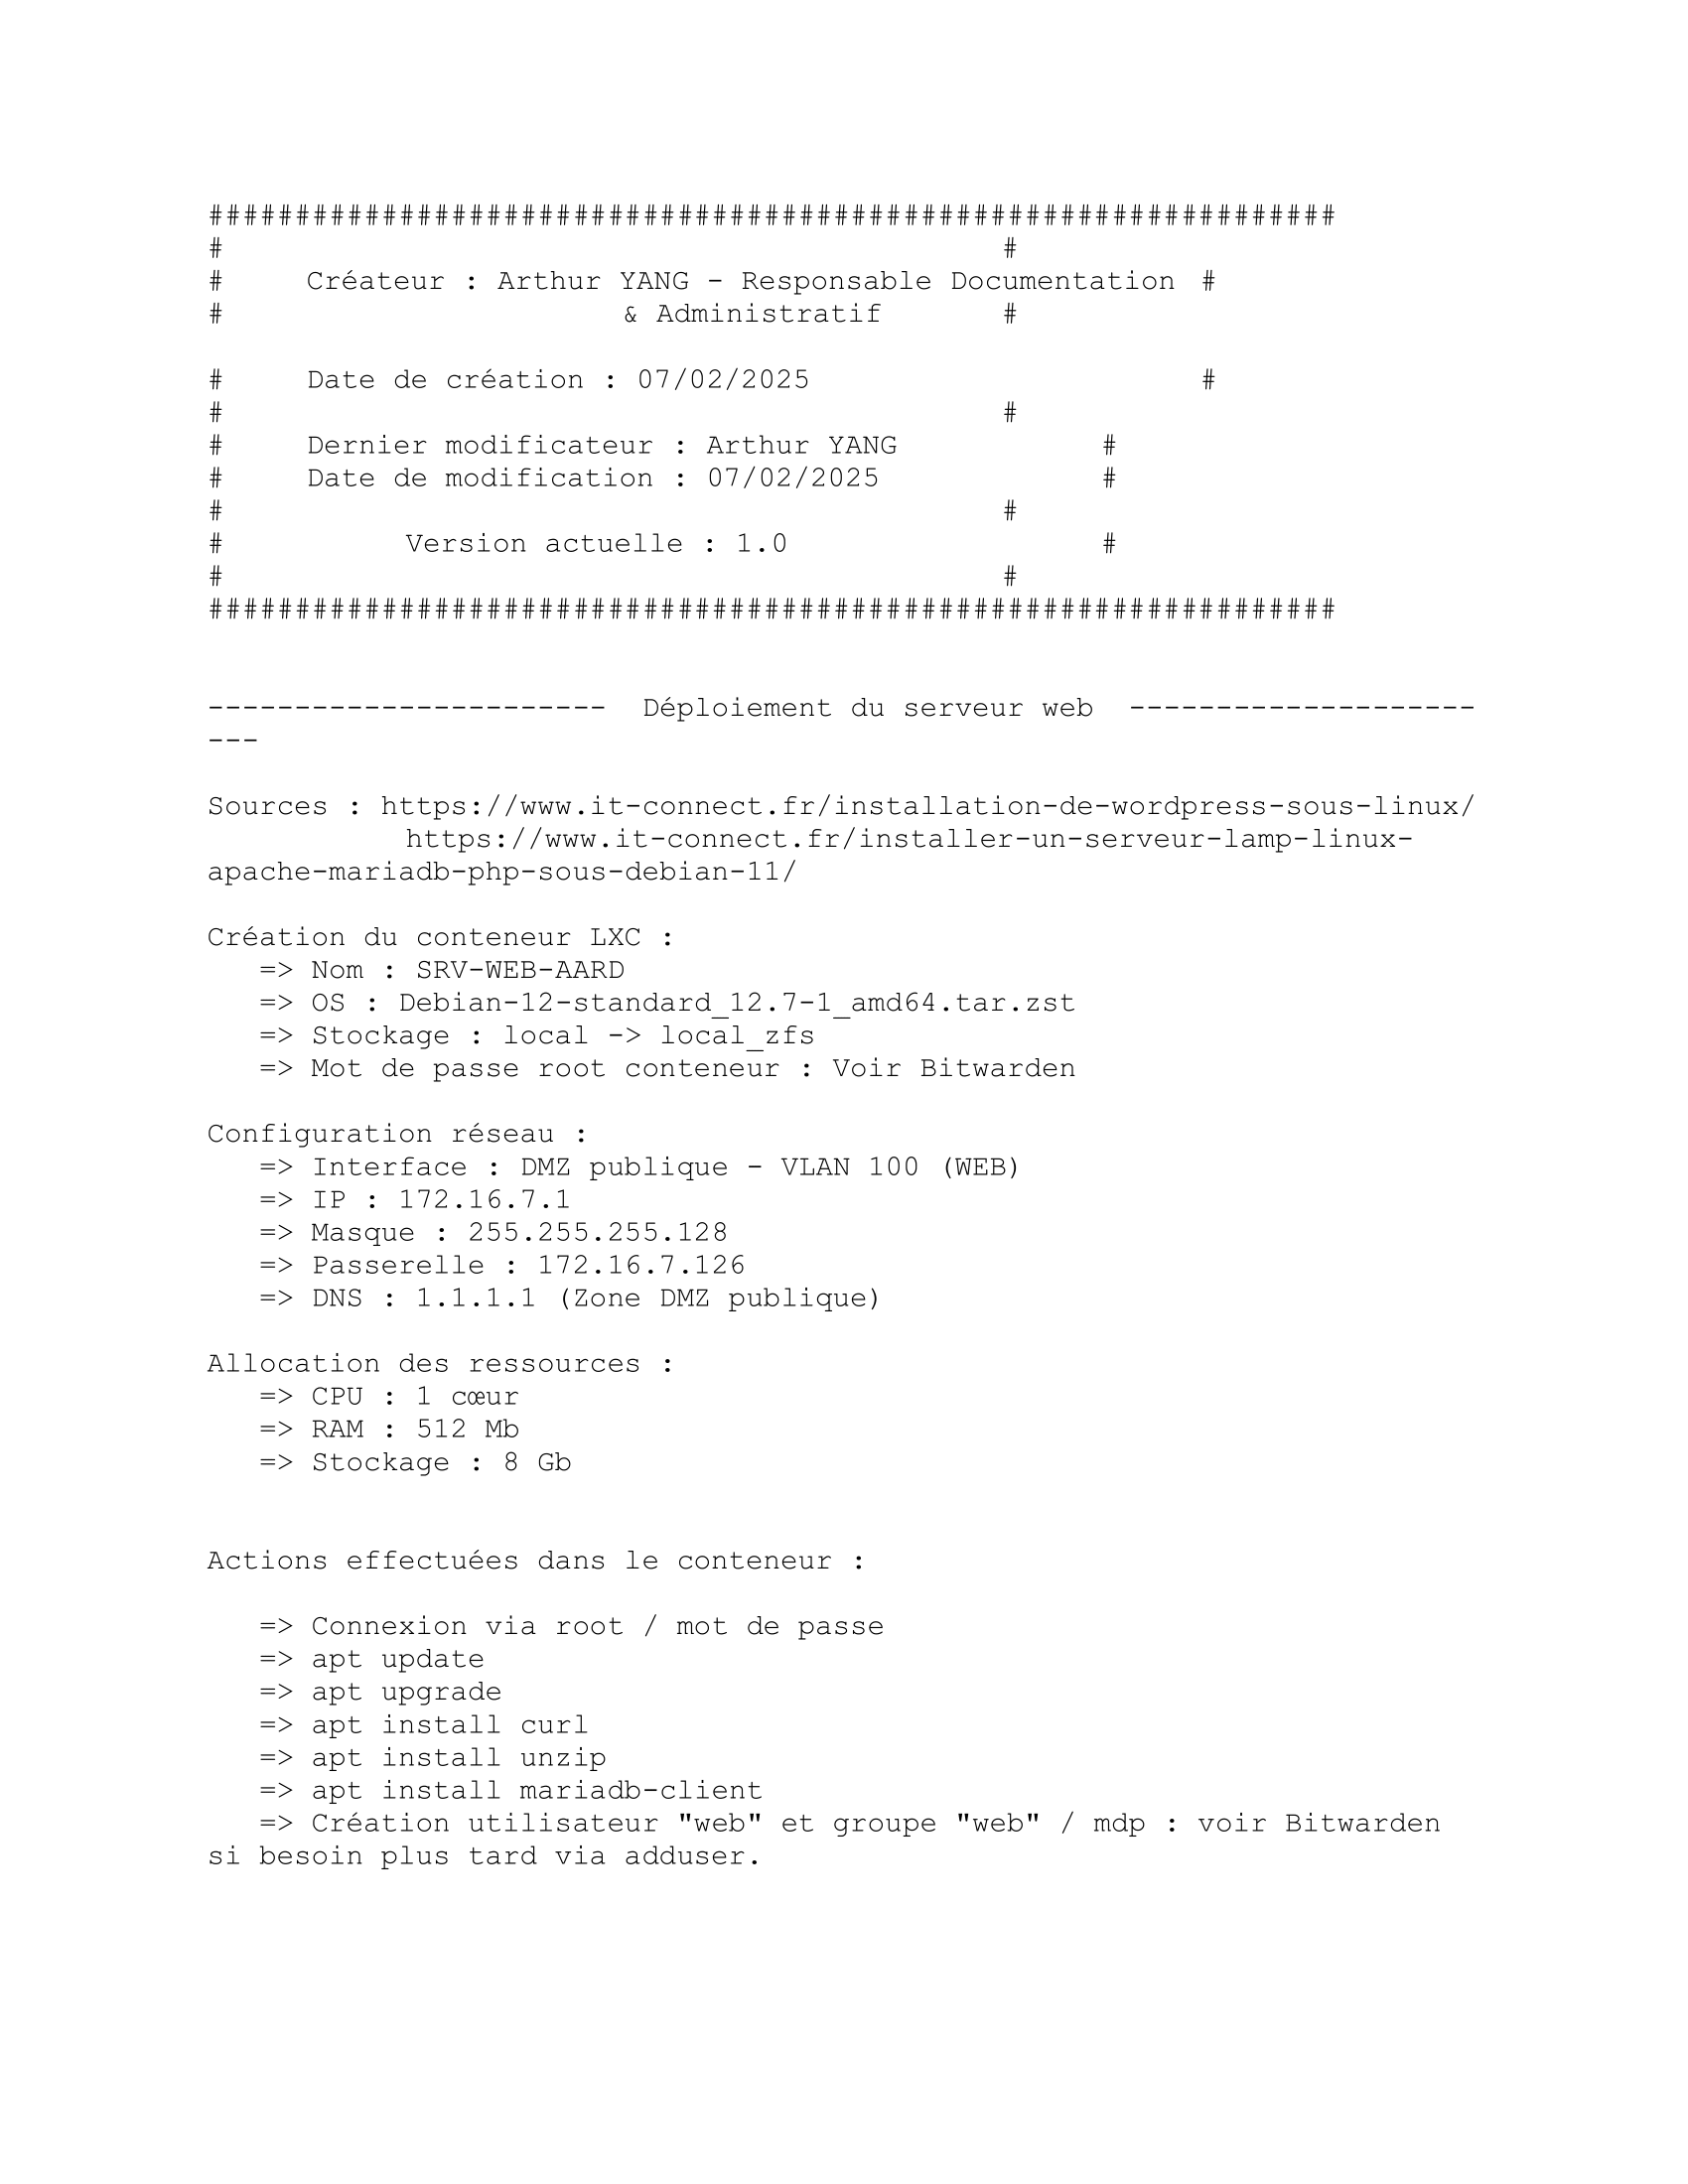 #################################################################
# #
# Créateur : Arthur YANG - Responsable Documentation #
# & Administratif #
# Date de création : 07/02/2025 #
# #
# Dernier modificateur : Arthur YANG #
# Date de modification : 07/02/2025 #
# #
# Version actuelle : 1.0 #
# #
#################################################################
----------------------- Déploiement du serveur web --------------------
---
Sources : https://www.it-connect.fr/installation-de-wordpress-sous-linux/
https://www.it-connect.fr/installer-un-serveur-lamp-linux-
apache-mariadb-php-sous-debian-11/
Création du conteneur LXC :
=> Nom : SRV-WEB-AARD
=> OS : Debian-12-standard_12.7-1_amd64.tar.zst
=> Stockage : local -> local_zfs
=> Mot de passe root conteneur : Voir Bitwarden
Configuration réseau :
=> Interface : DMZ publique - VLAN 100 (WEB)
=> IP : 172.16.7.1
=> Masque : 255.255.255.128
=> Passerelle : 172.16.7.126
=> DNS : 1.1.1.1 (Zone DMZ publique)
Allocation des ressources :
=> CPU : 1 cœur
=> RAM : 512 Mb
=> Stockage : 8 Gb
Actions effectuées dans le conteneur :
=> Connexion via root / mot de passe
=> apt update
=> apt upgrade
=> apt install curl
=> apt install unzip
=> apt install mariadb-client
=> Création utilisateur "web" et groupe "web" / mdp : voir Bitwarden
si besoin plus tard via adduser.